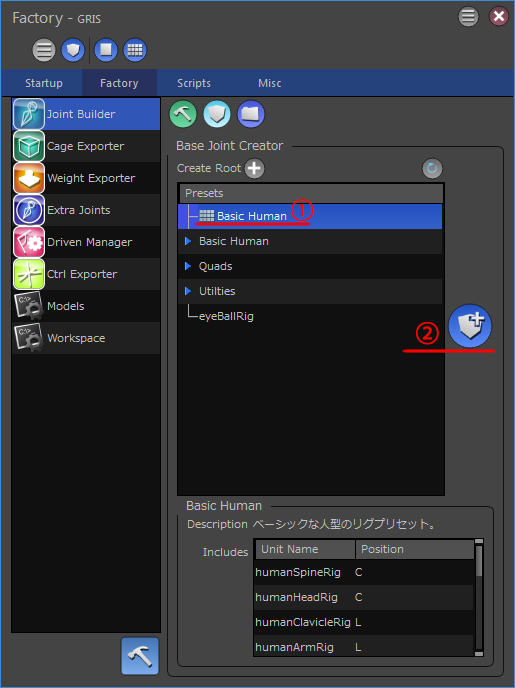 Factory - GRIS
Startup Factory Scripts Misc
Joint Builder
Cage Exporter
Weight Exporter
Extra Joints
Driven Manager
Ctrl Exporter
C:\>_ Models
C:\>_ Workspace
Base Joint Creator
Create Root
Presets
Basic Human ①
Basic Human
Quads
Utilties
eyeBallRig
②
Basic Human
Description ベーシックな人型のリグプリセット。
Includes
Unit Name Position
humanSpineRig C
humanHeadRig C
humanClavicleRig L
humanArmRig L